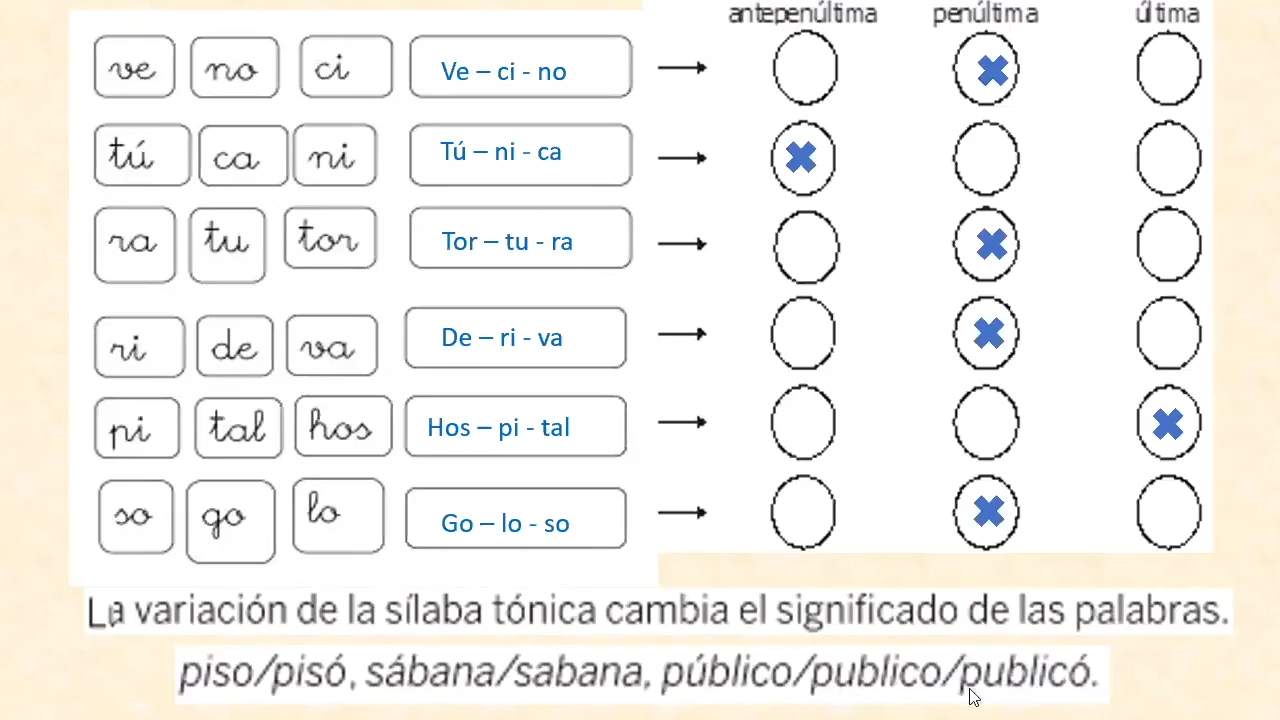 antepenúltima penúltima última
ve no ci Ve – ci - no
tú ca ni Tú – ni - ca
ra tu tor Tor – tu - ra
ri de va De – ri - va
pi tal hos Hos – pi - tal
so go lo Go – lo - so
La variación de la sílaba tónica cambia el significado de las palabras.
piso/pisó, sábana/sabana, público/publico/publicó.